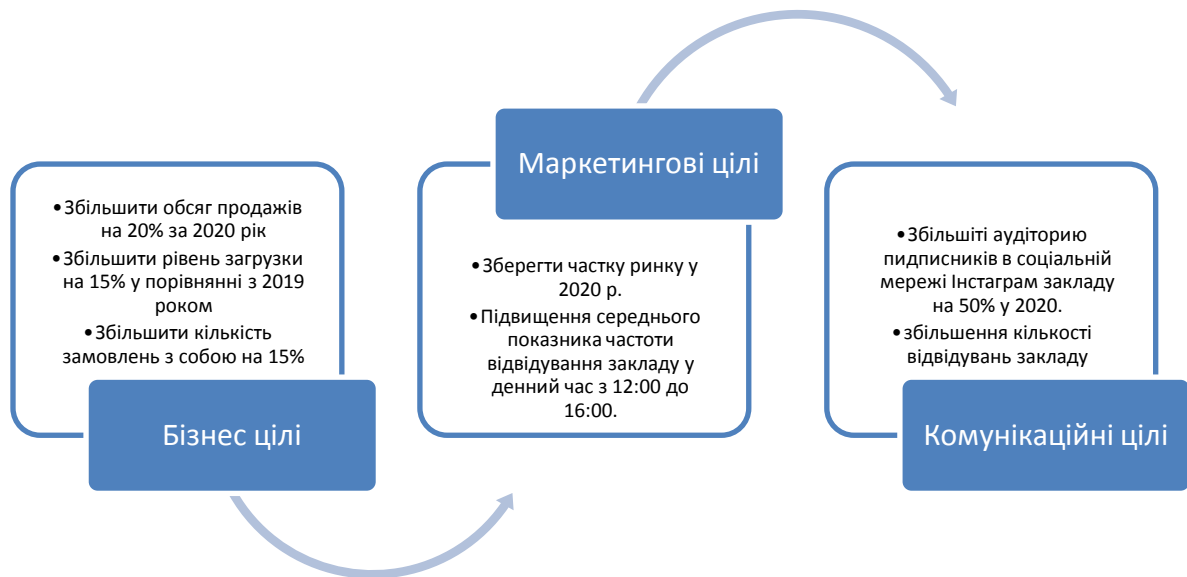 •Збільшити обсяг продажів
на 20% за 2020 рік
•Збільшити рівень загрузки
на 15% у порівнянні з 2019
роком
•Збільшити кількість
замовлень з собою на 15%
Бізнес цілі
Маркетингові цілі
•Зберегти частку ринку у
2020 р.
•Підвищення середнього
показника частоти
відвідування закладу у
денний час з 12:00 до
16:00.
•Збільшіті аудиторію
пидписників в соціальній
мережі Інстаграм закладу
на 50% у 2020.
•збільшення кількості
відвідувань закладу
Комунікаційні цілі